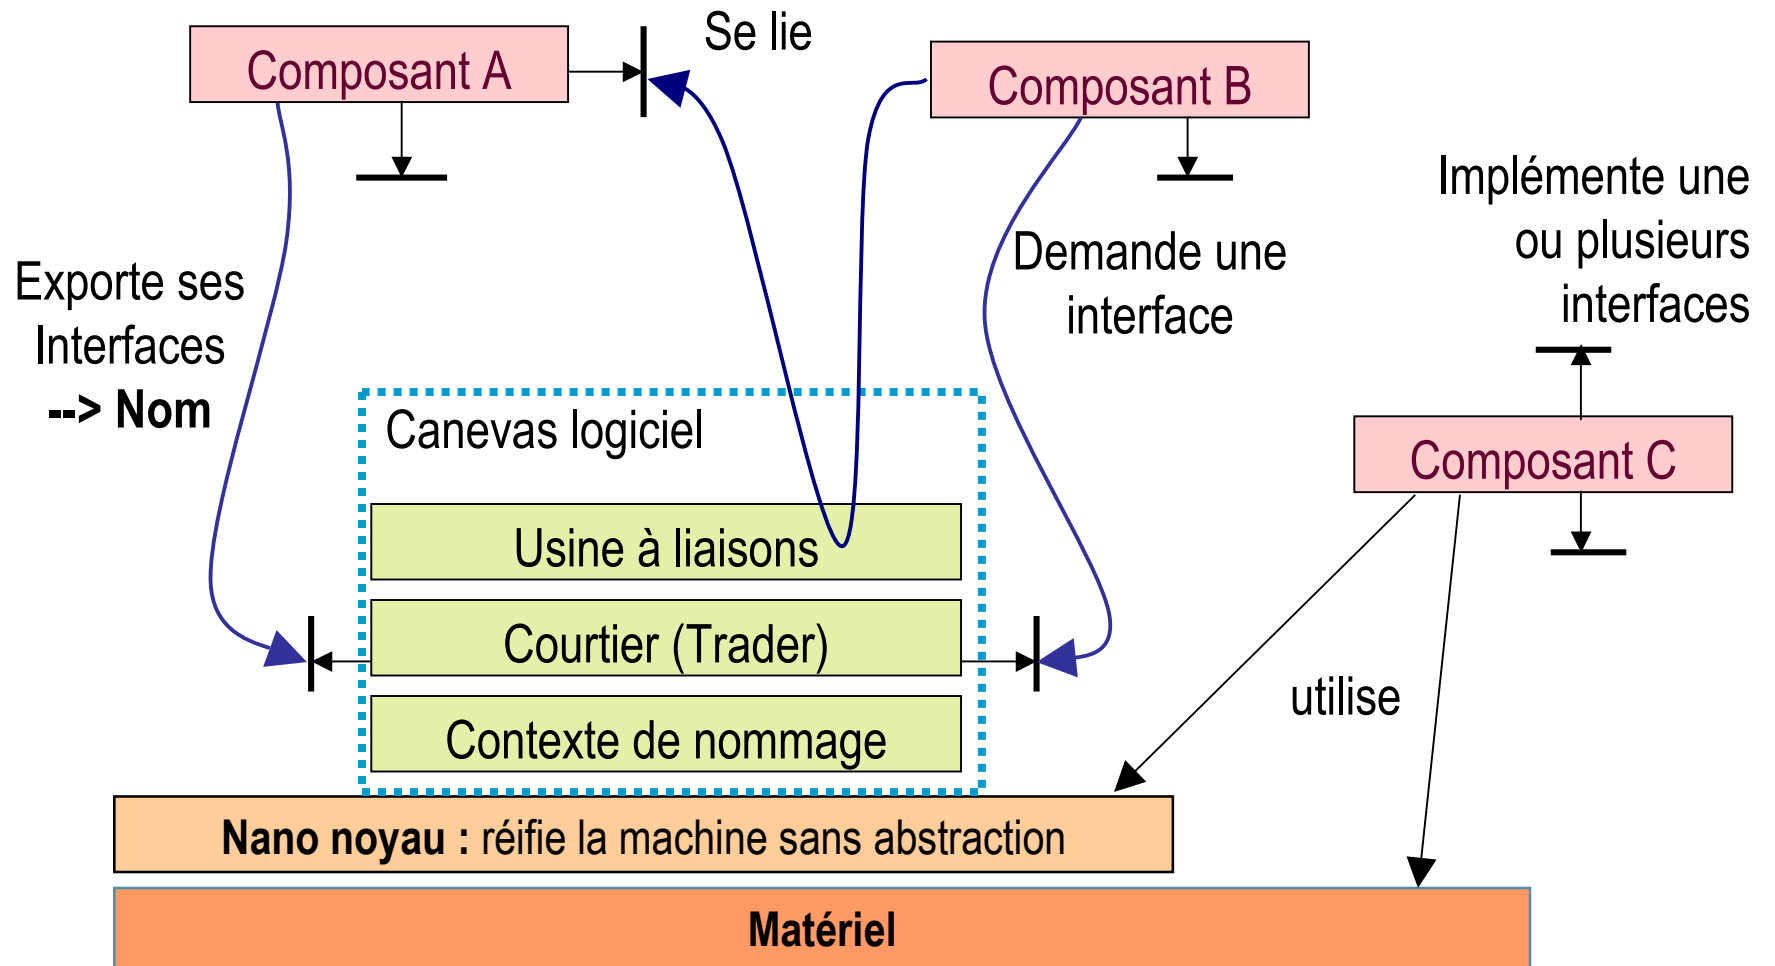 Se lie
Composant A
Composant B
Implémente une
ou plusieurs
interfaces
Demande une
interface
Exporte ses
Interfaces
--> Nom
Canevas logiciel
Composant C
Usine à liaisons
Courtier (Trader)
utilise
Contexte de nommage
Nano noyau : réifie la machine sans abstraction
Matériel